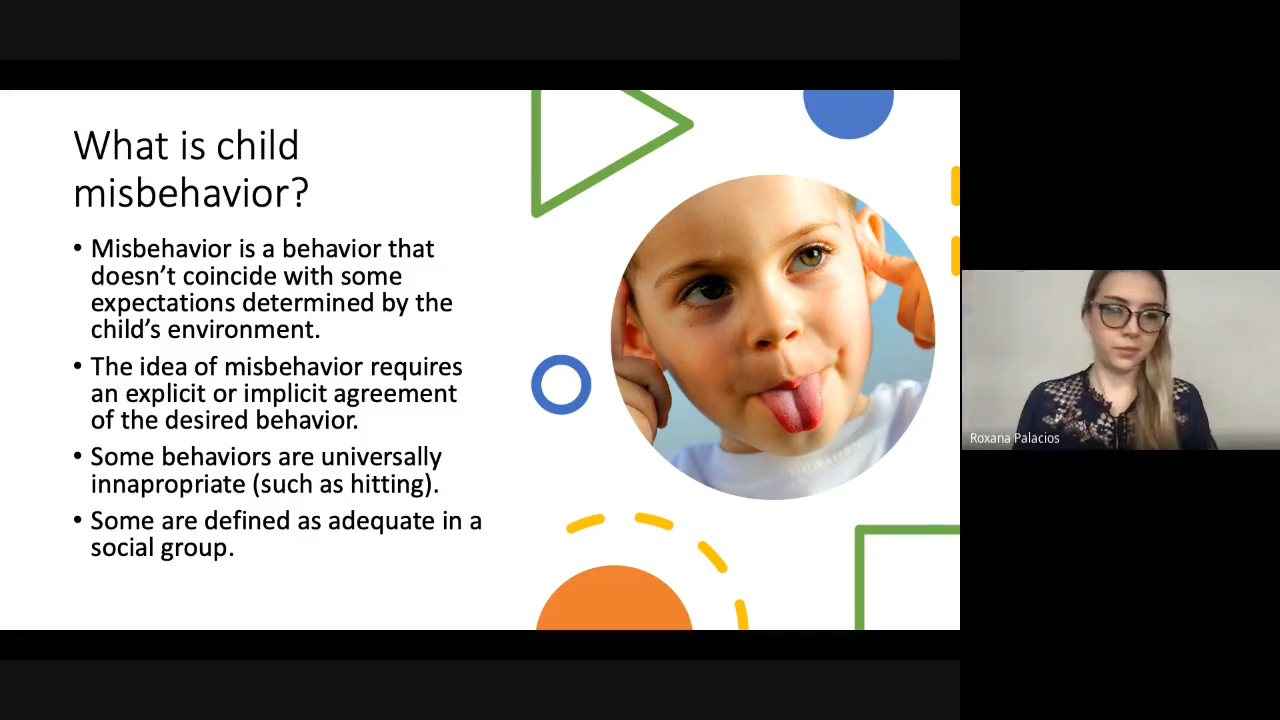 What is child
misbehavior?
• Misbehavior is a behavior that
doesn’t coincide with some
expectations determined by the
child’s environment.
• The idea of misbehavior requires
an explicit or implicit agreement
of the desired behavior.
• Some behaviors are universally
innapropriate (such as hitting).
• Some are defined as adequate in a
social group.
Roxana Palacios